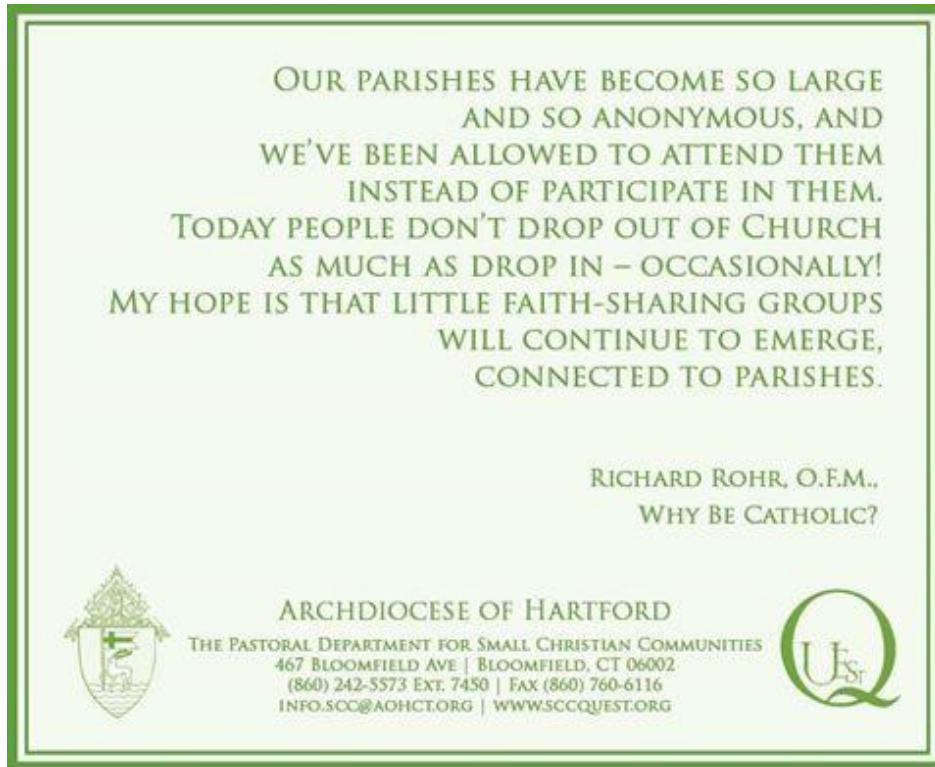 Our parishes have become so large
and so anonymous, and
we've been allowed to attend them
instead of participate in them.
Today people don't drop out of Church
as much as drop in – occasionally!
My hope is that little faith-sharing groups
will continue to emerge,
connected to parishes.
Richard Rohr, O.F.M.,
Why Be Catholic?
Archdiocese of Hartford
The Pastoral Department for Small Christian Communities
467 Bloomfield Ave | Bloomfield, CT 06002
(860) 242-5573 Ext. 7450 | Fax (860) 760-6116
info.scc@aohct.org | www.sccquest.org
QUEST